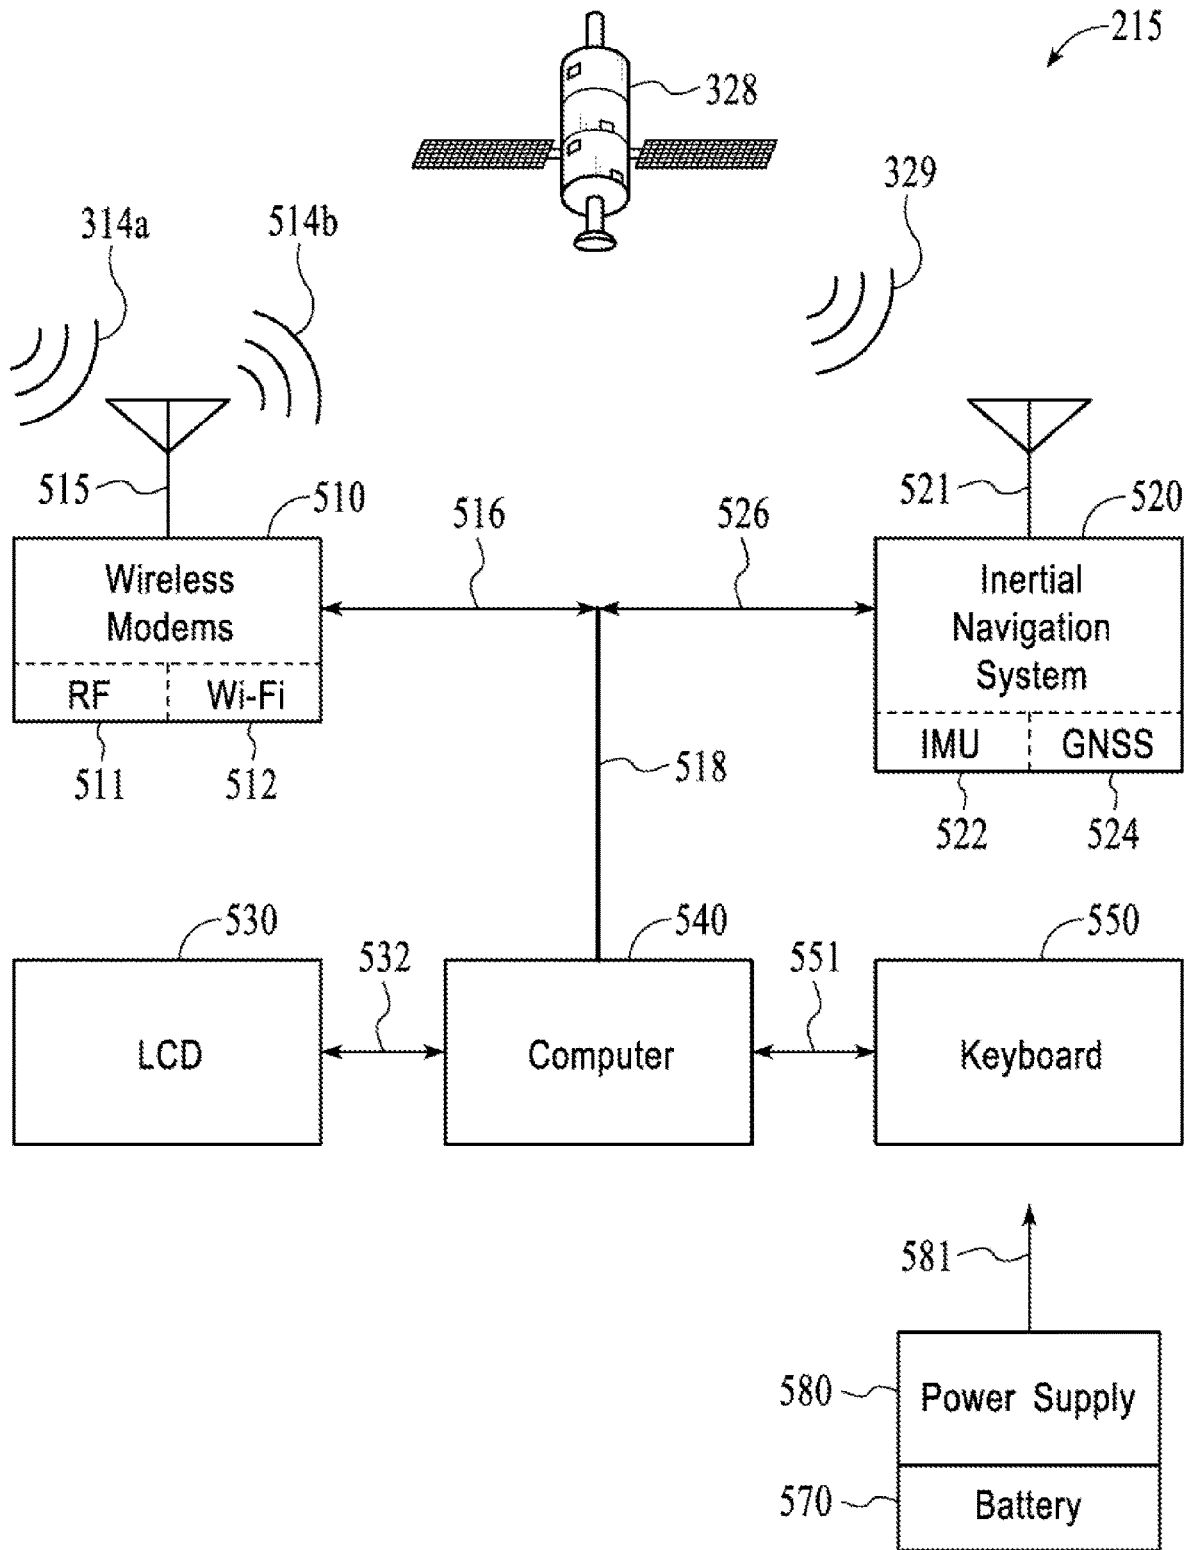 215
328
329
314a
514b
515
510
516
526
521
520
Wireless
Modems
RF
Wi-Fi
511
512
Inertial
Navigation
System
IMU
GNSS
522
524
518
530
532
540
551
550
LCD
Computer
Keyboard
581
580
Power Supply
570
Battery